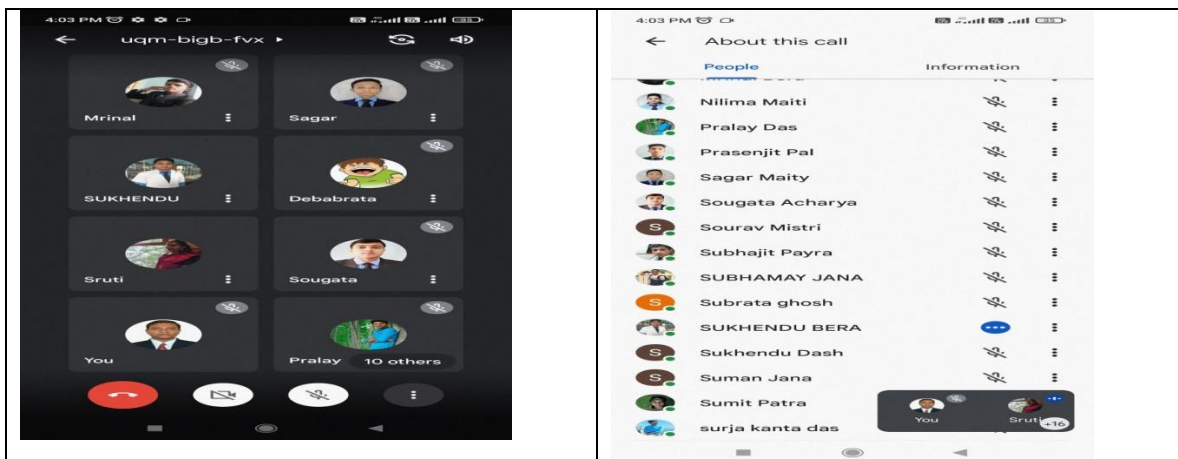 4:03 PM
35
uqm-bigb-fvx
Mrinal
Sagar
SUKHENDU
Debabrata
Sruti
Sougata
You
Pralay
10 others
4:03 PM
35
About this call
People
Information
Nilima Maiti
Pralay Das
Prasenjit Pal
Sagar Maity
Sougata Acharya
S
Sourav Mistri
Subhajit Payra
SUBHAMAY JANA
S
Subrata ghosh
SUKHENDU BERA
S
Sukhendu Dash
S
Suman Jana
Sumit Patra
surja kanta das
You
Sruti
+16